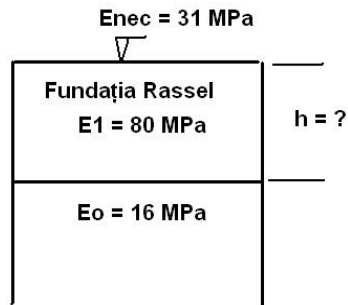 Enec = 31 MPa
Fundația Rassel
E1 = 80 MPa
h = ?
Eo = 16 MPa